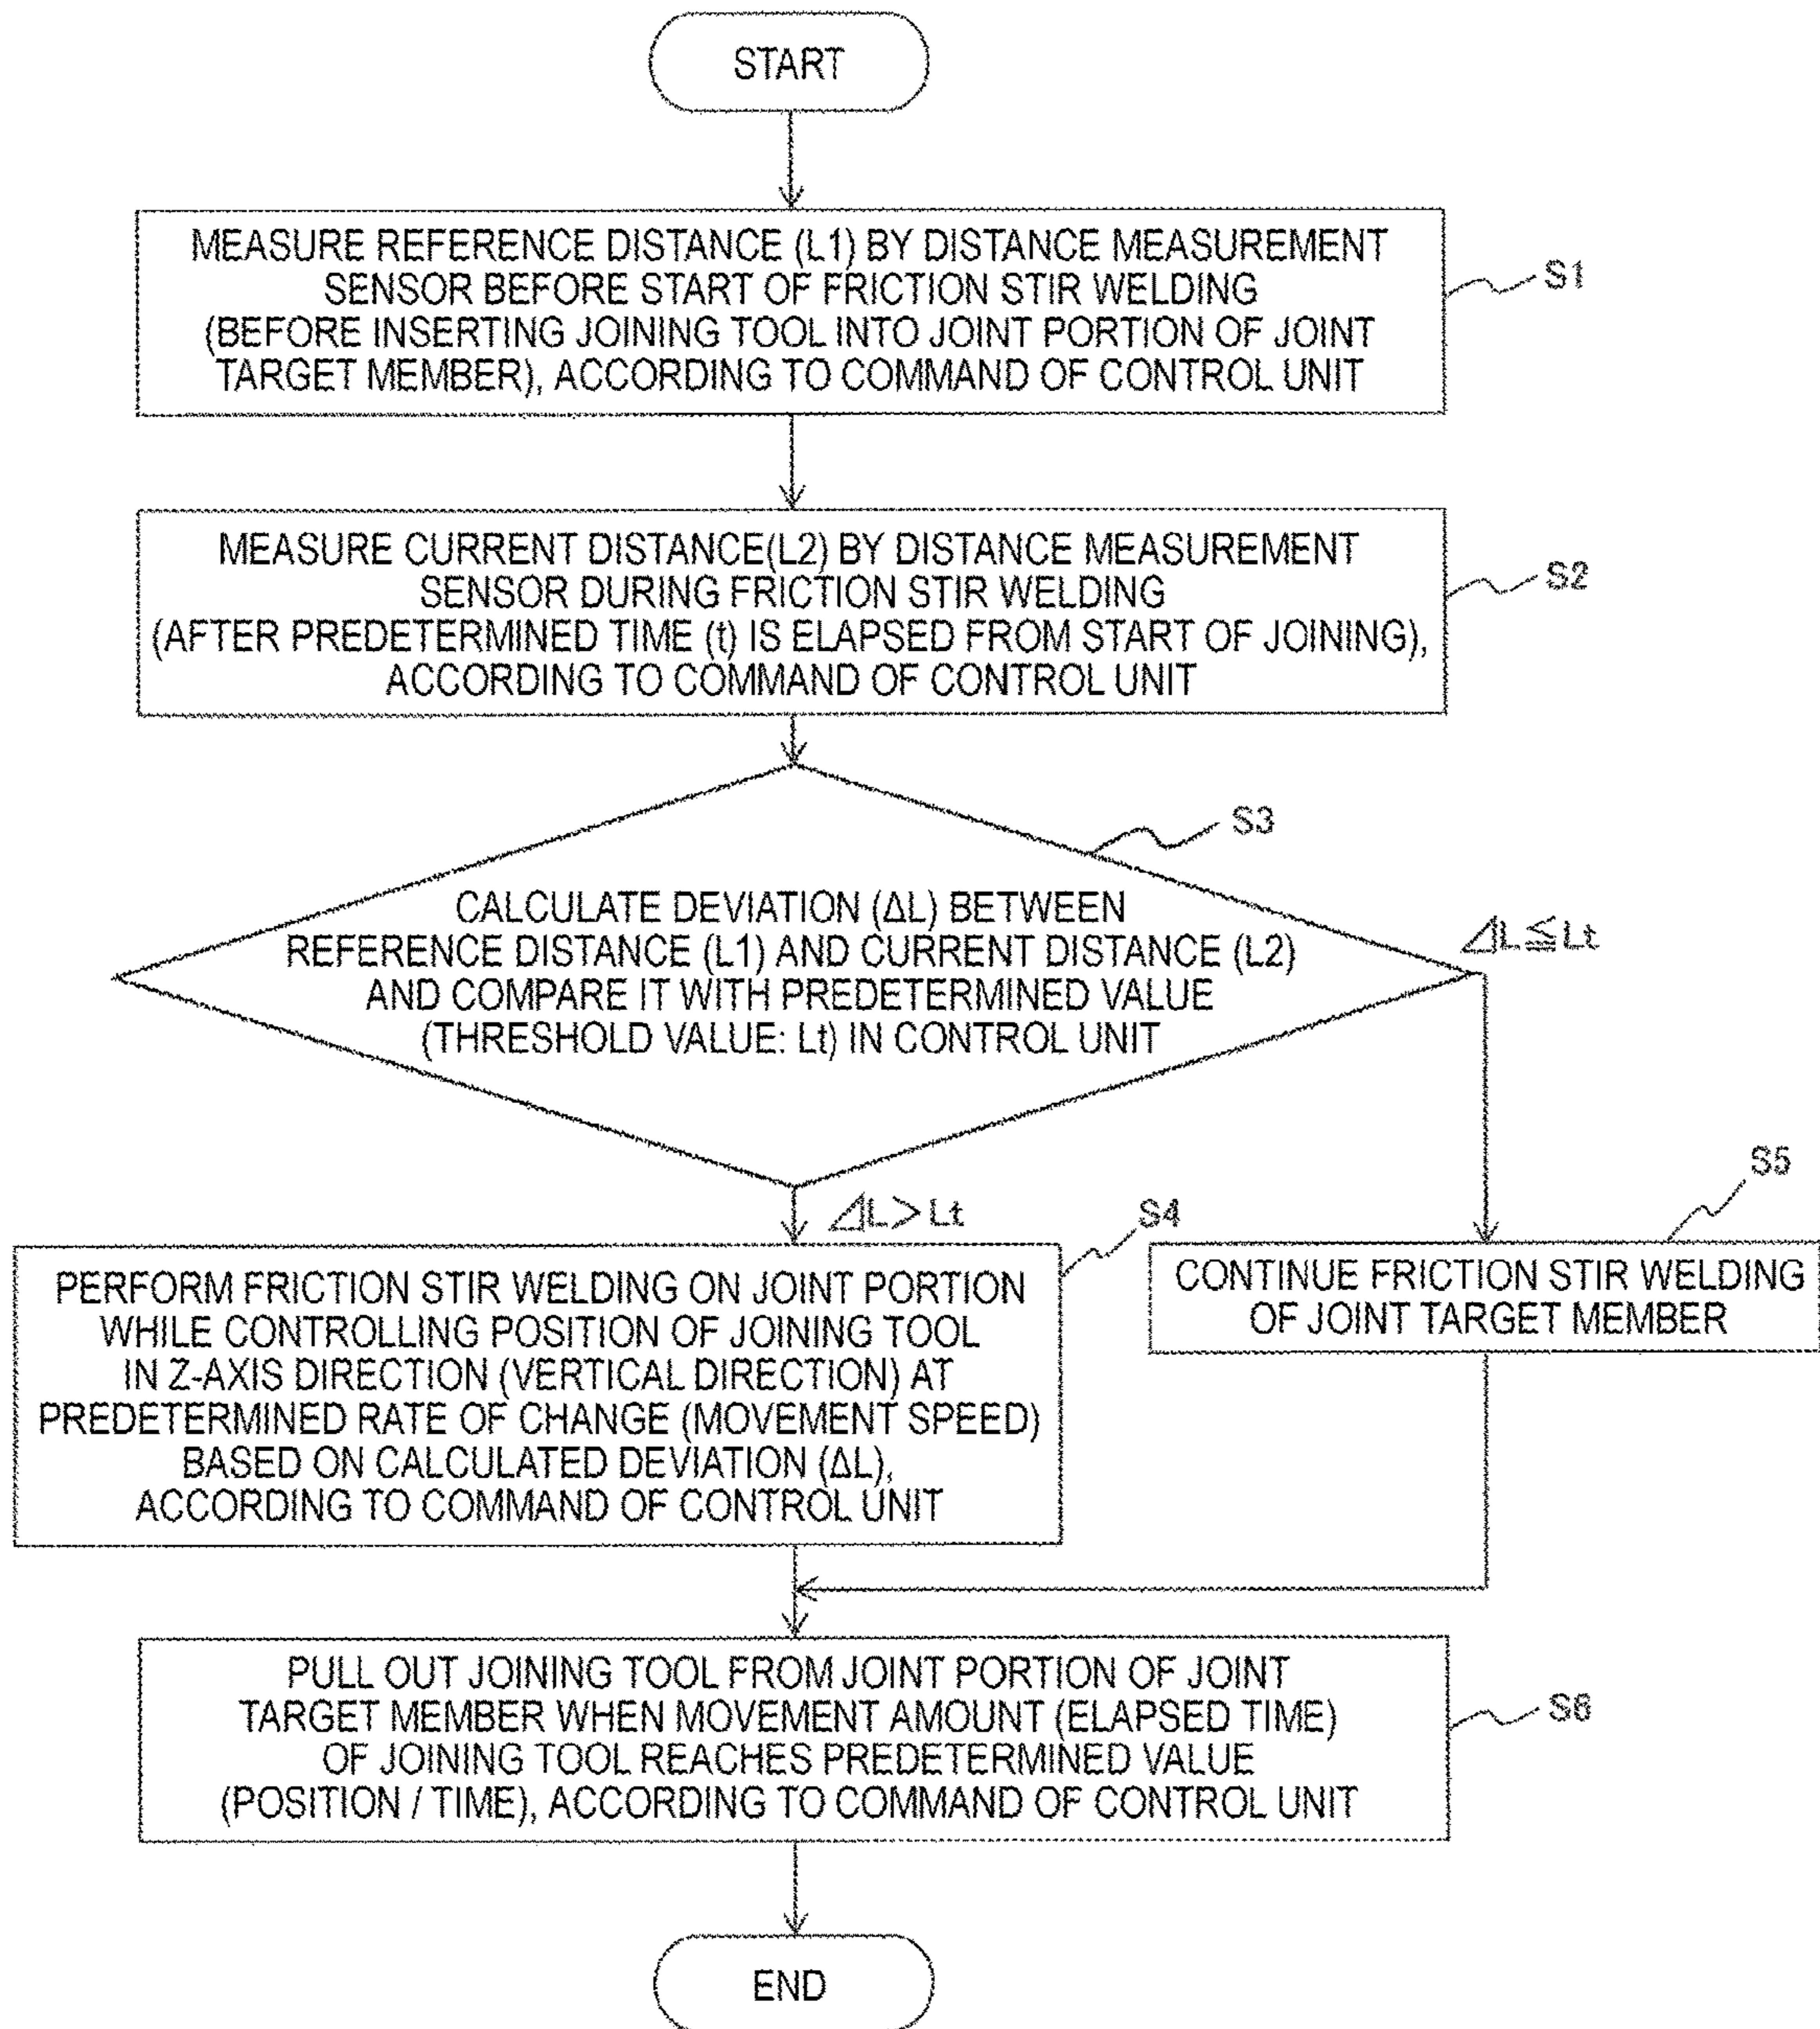 START
MEASURE REFERENCE DISTANCE (L1) BY DISTANCE MEASUREMENT
SENSOR BEFORE START OF FRICTION STIR WELDING
(BEFORE INSERTING JOINING TOOL INTO JOINT PORTION OF JOINT
TARGET MEMBER), ACCORDING TO COMMAND OF CONTROL UNIT
S1
MEASURE CURRENT DISTANCE(L2) BY DISTANCE MEASUREMENT
SENSOR DURING FRICTION STIR WELDING
(AFTER PREDETERMINED TIME (t) IS ELAPSED FROM START OF JOINING),
ACCORDING TO COMMAND OF CONTROL UNIT
S2
S3
CALCULATE DEVIATION (ΔL) BETWEEN
REFERENCE DISTANCE (L1) AND CURRENT DISTANCE (L2)
AND COMPARE IT WITH PREDETERMINED VALUE
(THRESHOLD VALUE: Lt) IN CONTROL UNIT
⊿L≦Lt
⊿L>Lt
S4
PERFORM FRICTION STIR WELDING ON JOINT PORTION
WHILE CONTROLLING POSITION OF JOINING TOOL
IN Z-AXIS DIRECTION (VERTICAL DIRECTION) AT
PREDETERMINED RATE OF CHANGE (MOVEMENT SPEED)
BASED ON CALCULATED DEVIATION (ΔL),
ACCORDING TO COMMAND OF CONTROL UNIT
S5
CONTINUE FRICTION STIR WELDING
OF JOINT TARGET MEMBER
PULL OUT JOINING TOOL FROM JOINT PORTION OF JOINT
TARGET MEMBER WHEN MOVEMENT AMOUNT (ELAPSED TIME)
OF JOINING TOOL REACHES PREDETERMINED VALUE
(POSITION / TIME), ACCORDING TO COMMAND OF CONTROL UNIT
S6
END